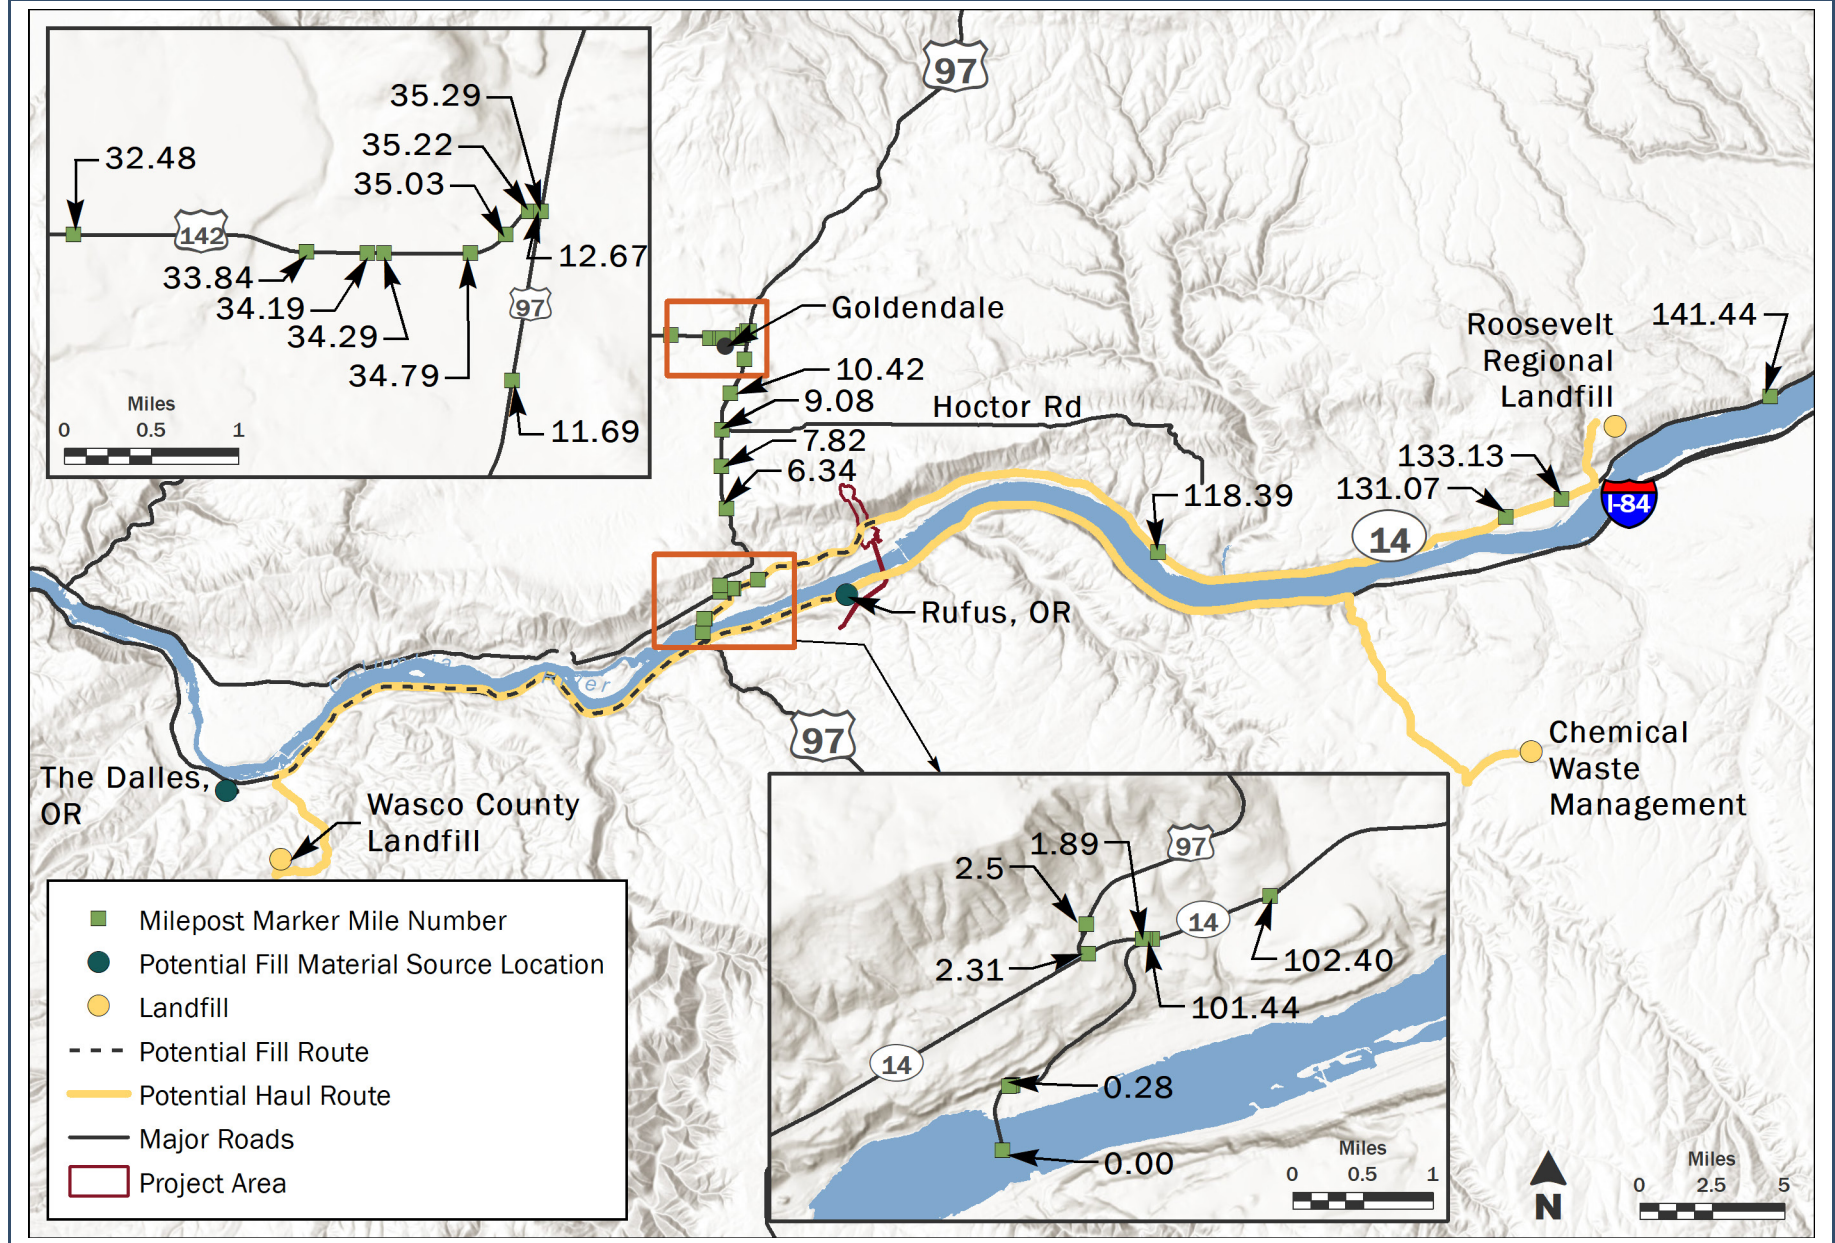 97
35.29
35.22
35.03
32.48
142
33.84
34.19
34.29
34.79
12.67
97
11.69
Miles
0 0.5 1
Goldendale
10.42
9.08
Hoctor Rd
7.82
6.34
118.39
Roosevelt
Regional
Landfill
141.44
133.13
131.07
I-84
14
Rufus, OR
Columbia
River
97
The Dalles,
OR
Wasco County
Landfill
Chemical
Waste
Management
Milepost Marker Mile Number
Potential Fill Material Source Location
Landfill
Potential Fill Route
Potential Haul Route
Major Roads
Project Area
1.89
97
2.5
14
2.31
102.40
101.44
14
0.28
0.00
Miles
0 0.5 1
N
Miles
0 2.5 5